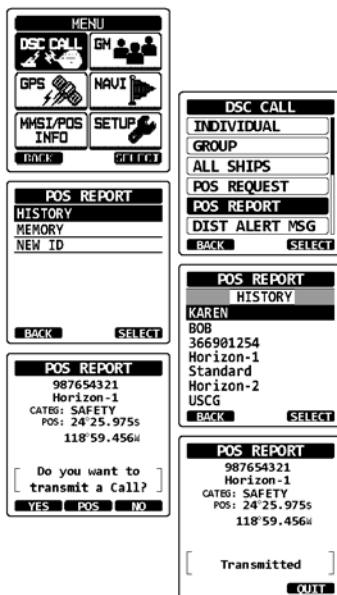 MENU
DSC CALL
GM
GPS
NAVI
MMSI/POS
INFO
SETUP
BACK
SELECT
DSC CALL
INDIVIDUAL
GROUP
ALL SHIPS
POS REQUEST
POS REPORT
DIST ALERT MSG
BACK SELECT
POS REPORT
HISTORY
MEMORY
NEW ID
BACK SELECT
POS REPORT
HISTORY
KAREN
BOB
366901254
Horizon-1
Standard
Horizon-2
USCG
BACK SELECT
POS REPORT
987654321
Horizon-1
CATEG: SAFETY
POS: 24°25.975S
118°59.456W
Do you want to
transmit a Call?
YES POS NO
POS REPORT
987654321
Horizon-1
CATEG: SAFETY
POS: 24°25.975S
118°59.456W
Transmitted
QUIT